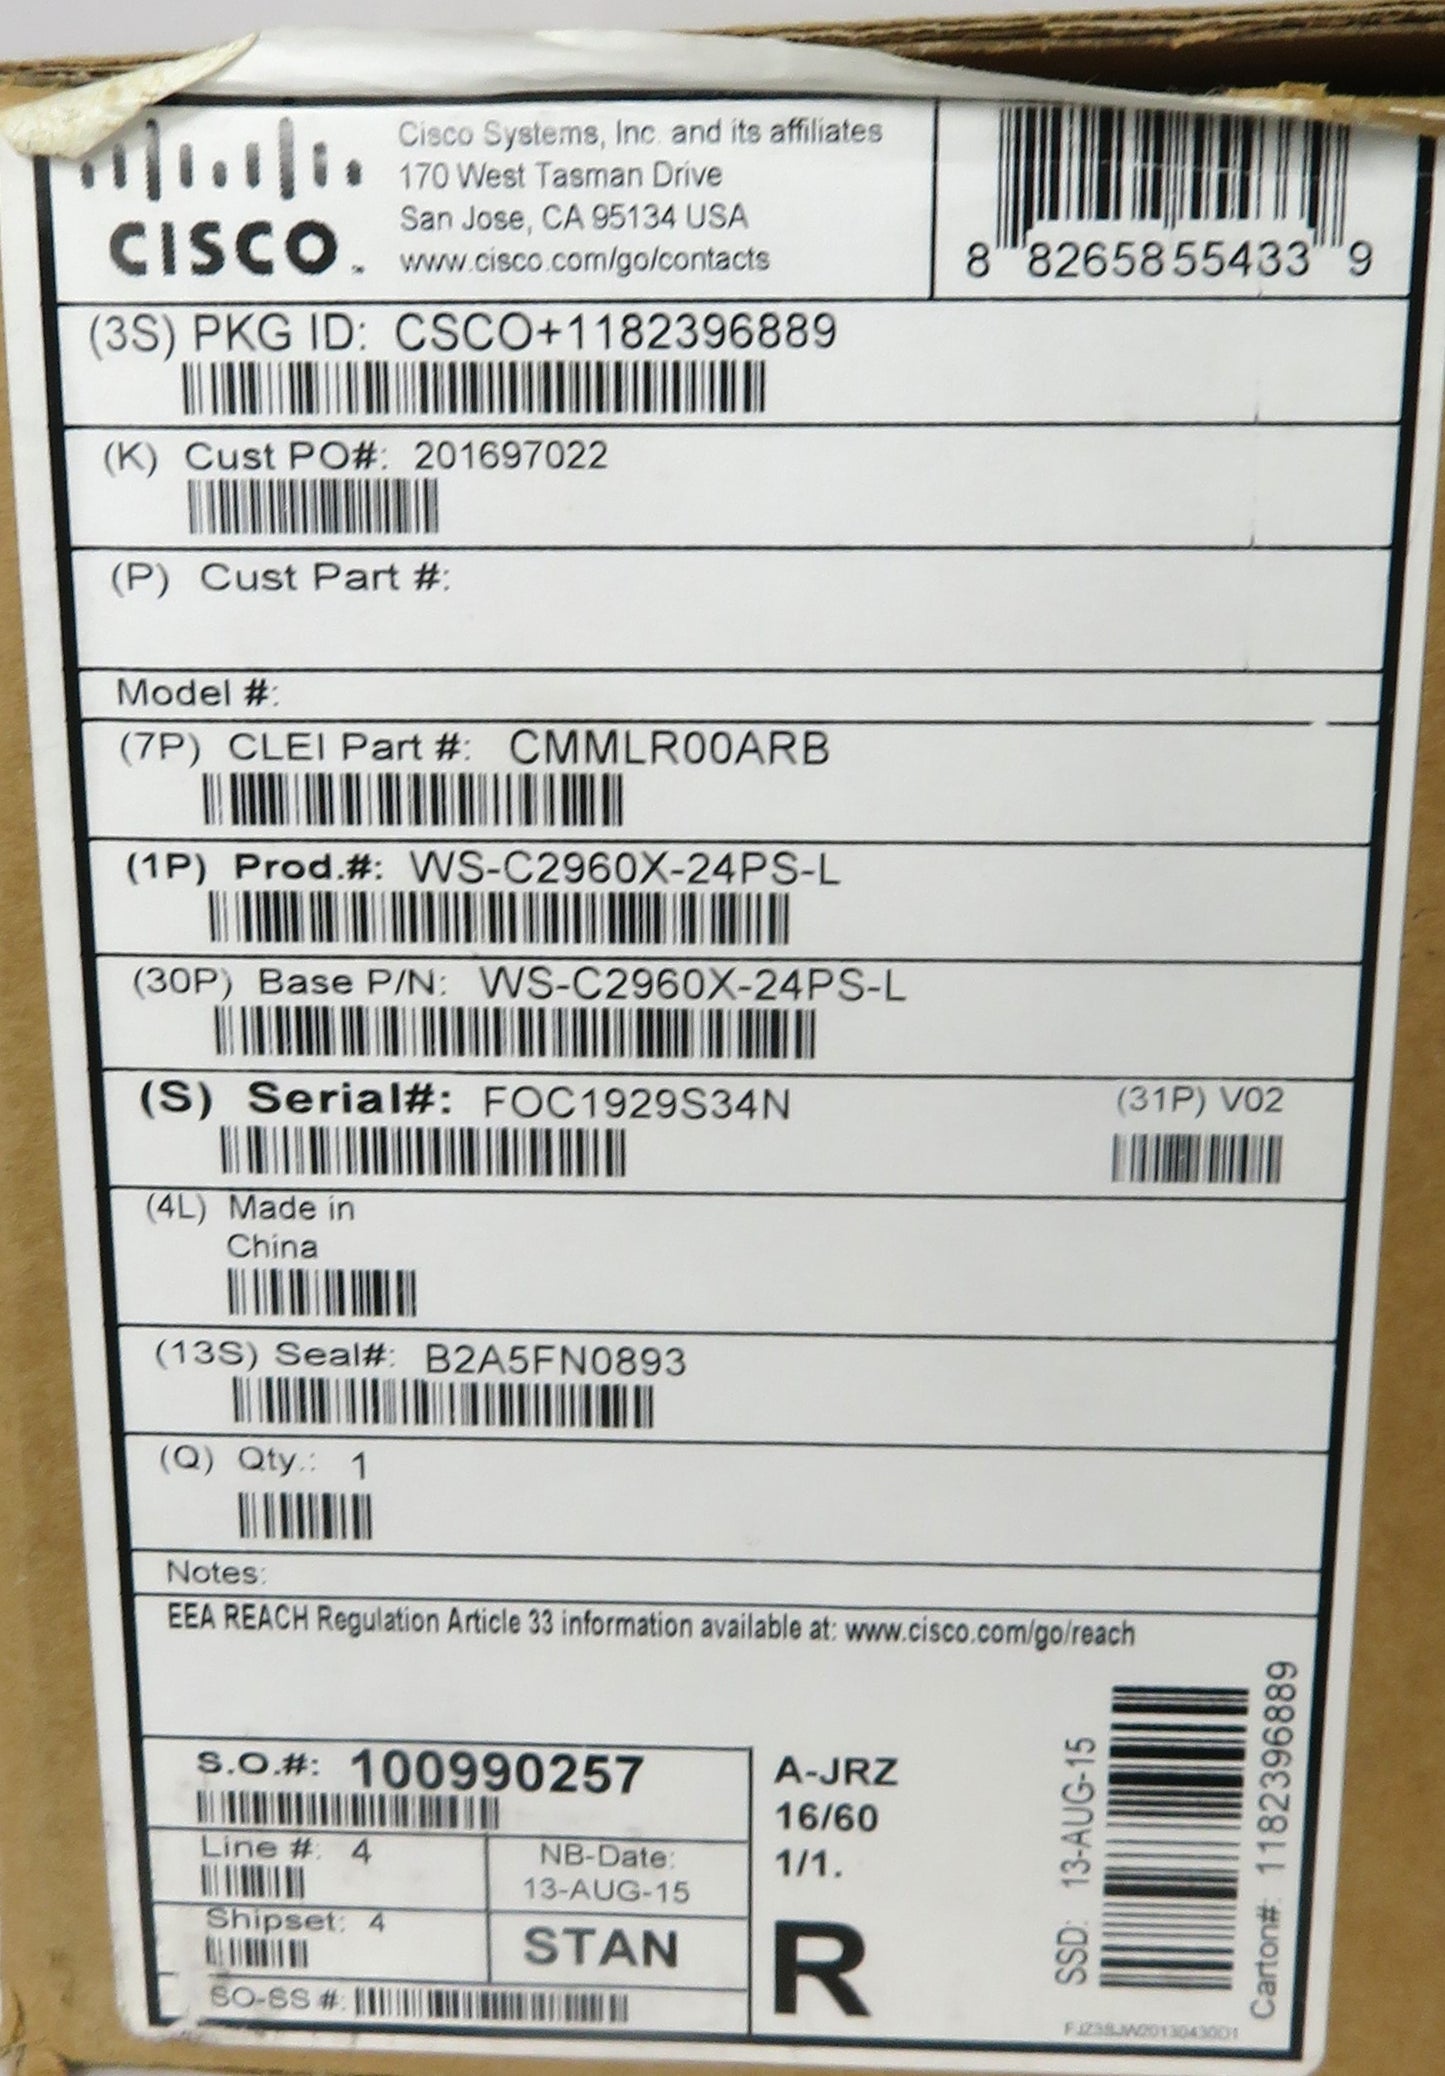 CISCO
Cisco Systems, Inc. and its affiliates
170 West Tasman Drive
San Jose, CA 95134 USA
www.cisco.com/go/contacts
8 8265855433 9
(3S) PKG ID: CSCO+1182396889
(K) Cust PO#: 201697022
(P) Cust Part #:
Model #:
(7P) CLEI Part #: CMMLR00ARB
(1P) Prod.#: WS-C2960X-24PS-L
(30P) Base P/N: WS-C2960X-24PS-L
(S) Serial#: FOC1929S34N
(31P) V02
(4L) Made in
China
(13S) Seal#: B2A5FN0893
(Q) Qty.: 1
Notes:
EEA REACH Regulation Article 33 information available at: www.cisco.com/go/reach
S.O.#: 100990257
Line #: 4
NB-Date:
13-AUG-15
Shipset: 4
STAN
SO-SS #:
A-JRZ
16/60
1/1.
R
SSD: 13-AUG-15
Carton#: 1182396889